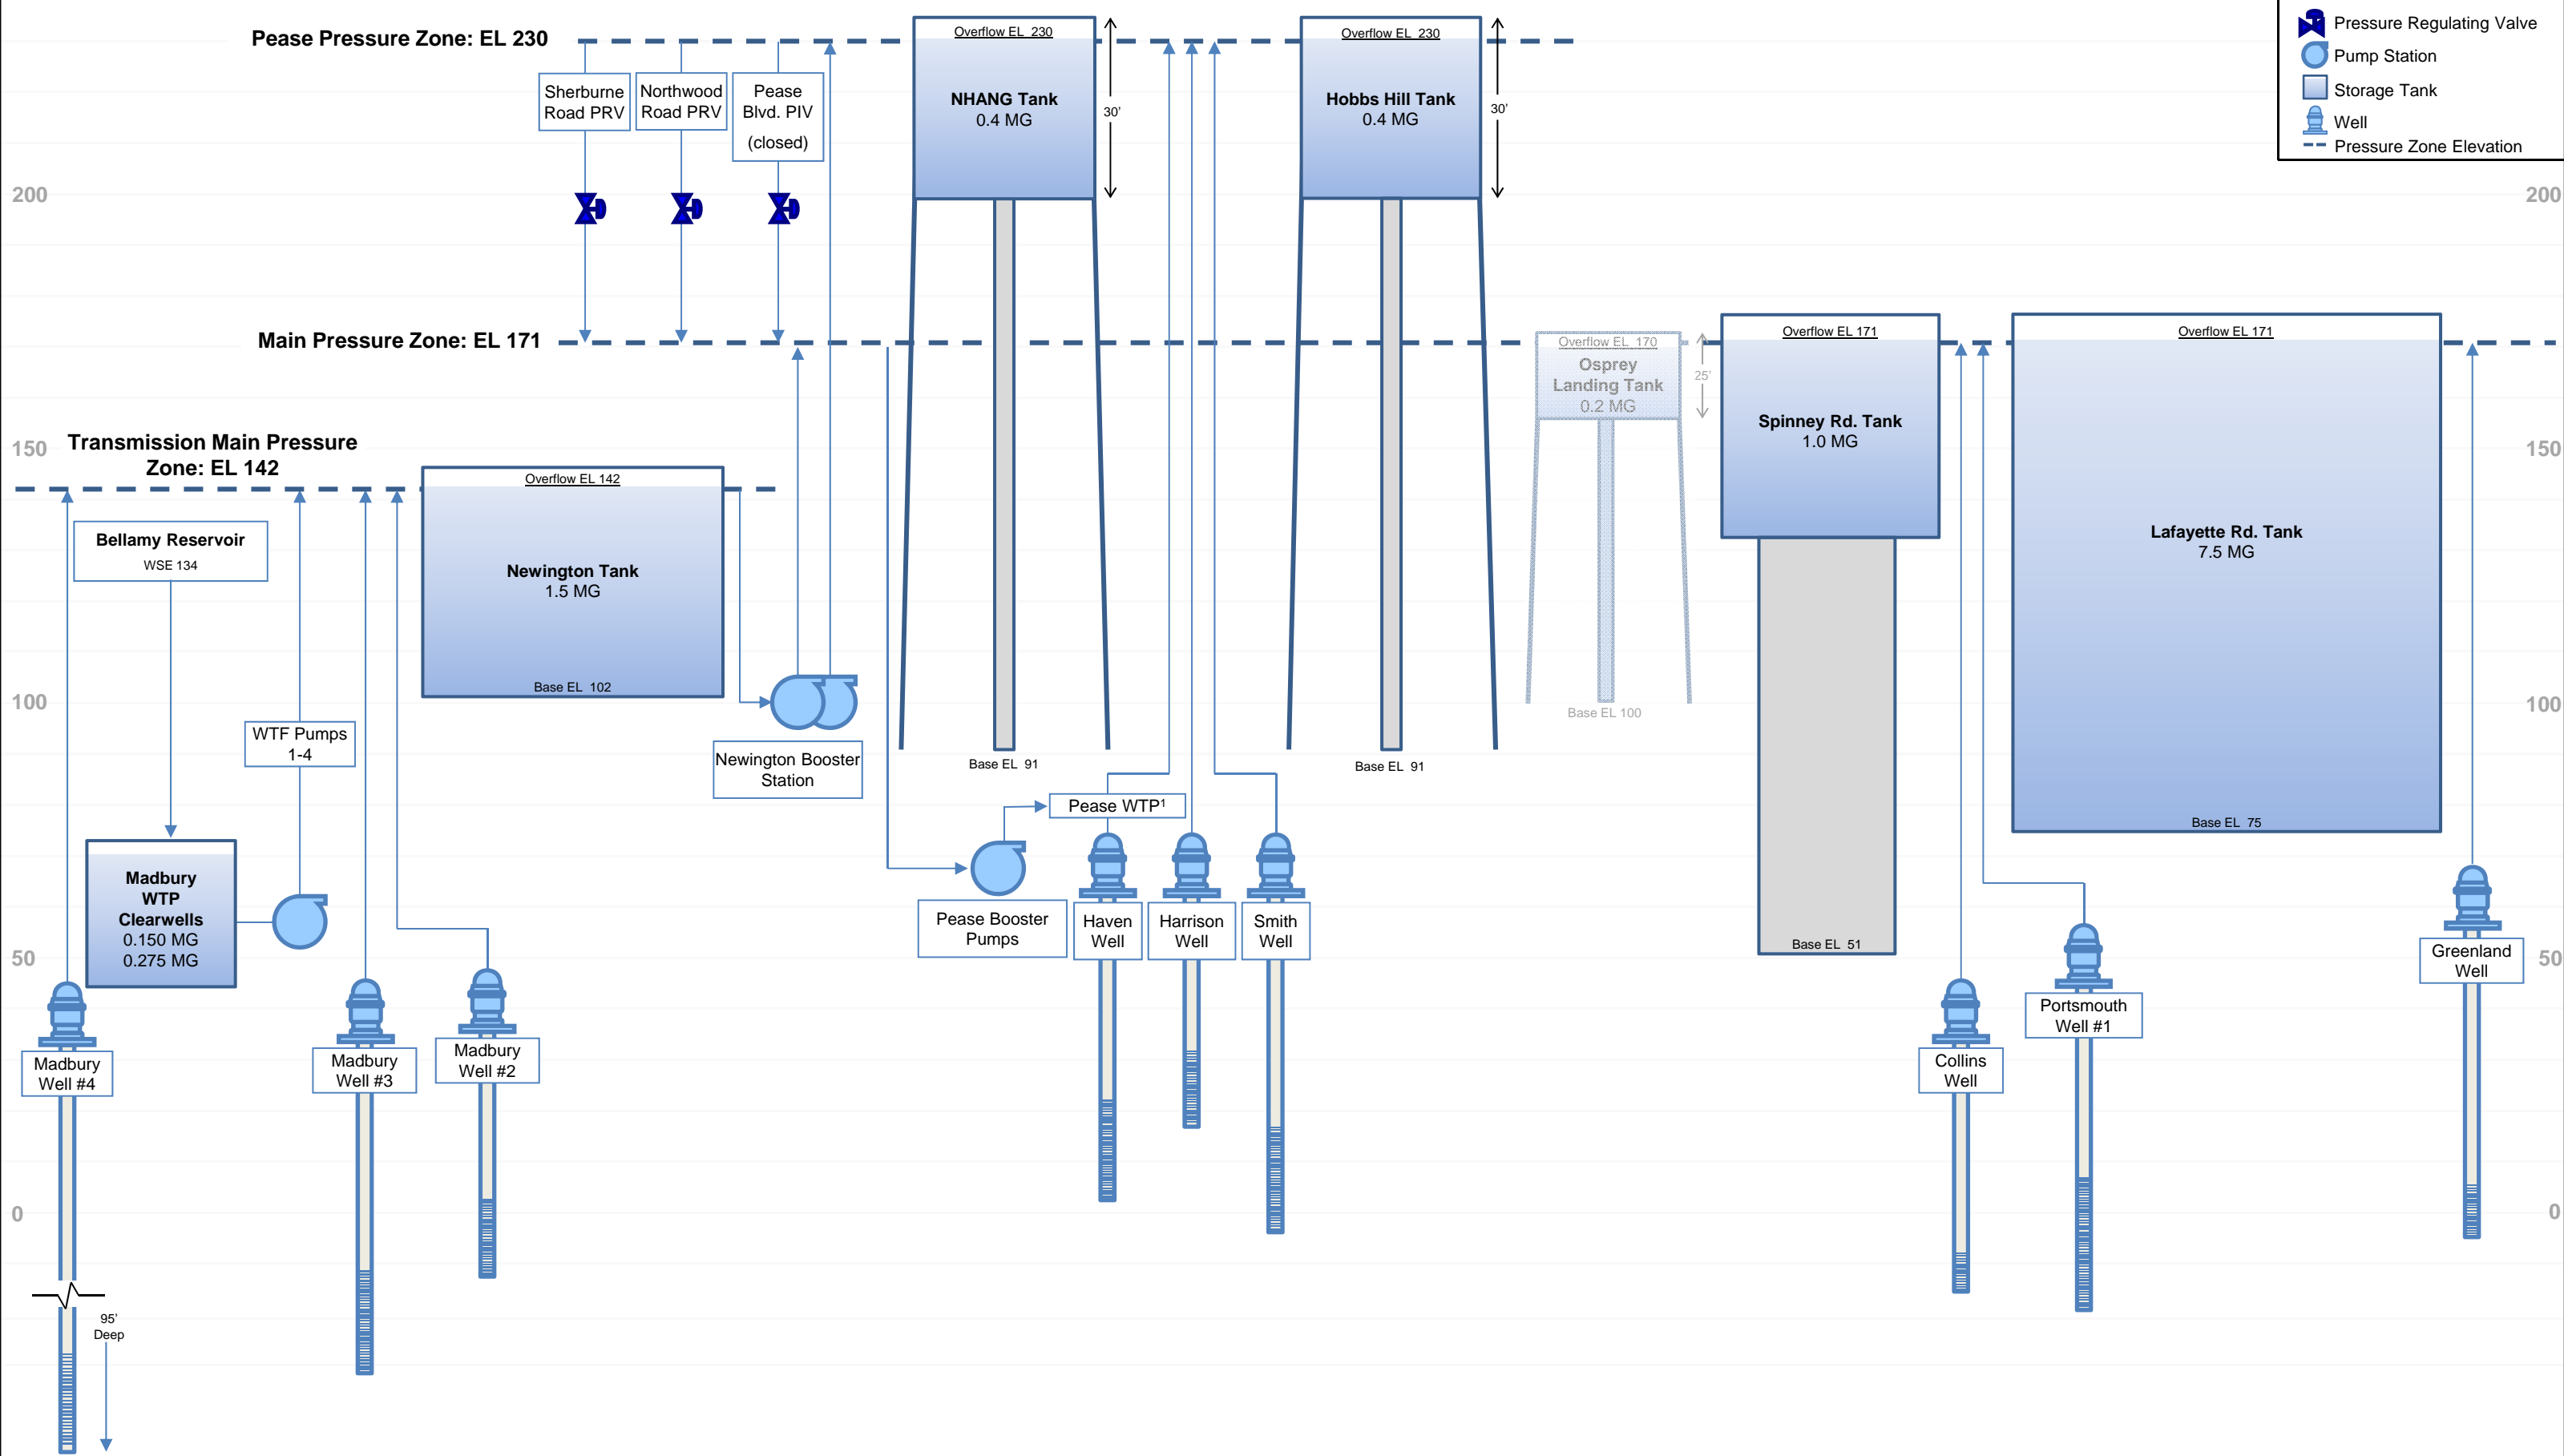 Pease Pressure Zone: EL 230
Overflow EL  230
Overflow EL  230
Pressure Regulating Valve
Pump Station
Storage Tank
Well
Pressure Zone Elevation
Sherburne
Road PRV
Northwood
Road PRV
Pease
Blvd. PIV
(closed)
NHANG Tank
0.4 MG
30'
Hobbs Hill Tank
0.4 MG
30'
200
200
Main Pressure Zone: EL 171
Overflow EL  170
Osprey
Landing Tank
0.2 MG
25'
Base EL 100
Overflow EL 171
Spinney Rd. Tank
1.0 MG
Base EL  51
Overflow EL 171
Lafayette Rd. Tank
7.5 MG
Base EL  75
150
150
Transmission Main Pressure
Zone: EL 142
Overflow EL 142
Newington Tank
1.5 MG
Base EL  102
Bellamy Reservoir
WSE 134
100
100
WTF Pumps
1-4
Newington Booster
Station
Base EL  91
Base EL  91
Pease WTP¹
Madbury
WTP
Clearwells
0.150 MG
0.275 MG
Pease Booster
Pumps
Haven
Well
Harrison
Well
Smith
Well
Greenland
Well
50
50
Madbury
Well #4
Madbury
Well #3
Madbury
Well #2
Collins
Well
Portsmouth
Well #1
0
0
95'
Deep